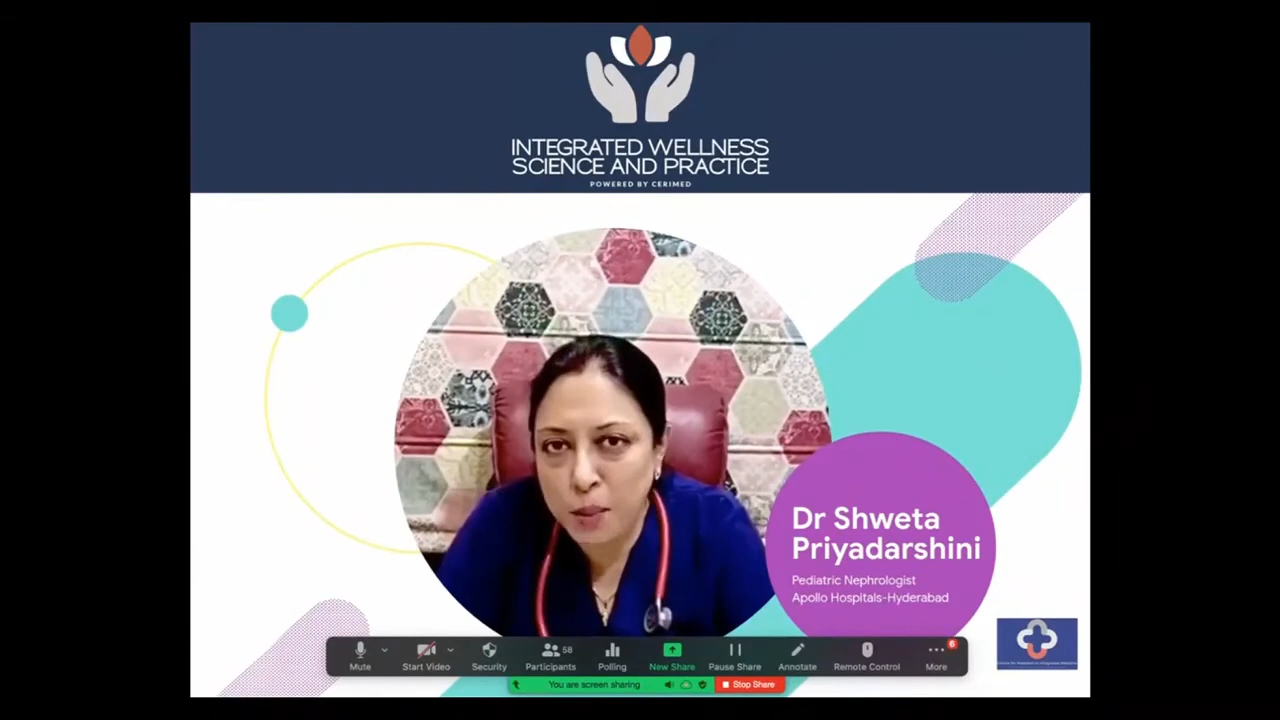 INTEGRATED WELLNESS
SCIENCE AND PRACTICE
POWERED BY CERIMED
Dr Shweta
Priyadarshini
Pediatric Nephrologist
Apollo Hospitals-Hyderabad
Mute
Start Video
Security
58
Participants
Polling
New Share
Pause Share
Annotate
Remote Control
6
More
You are screen sharing
Stop Share